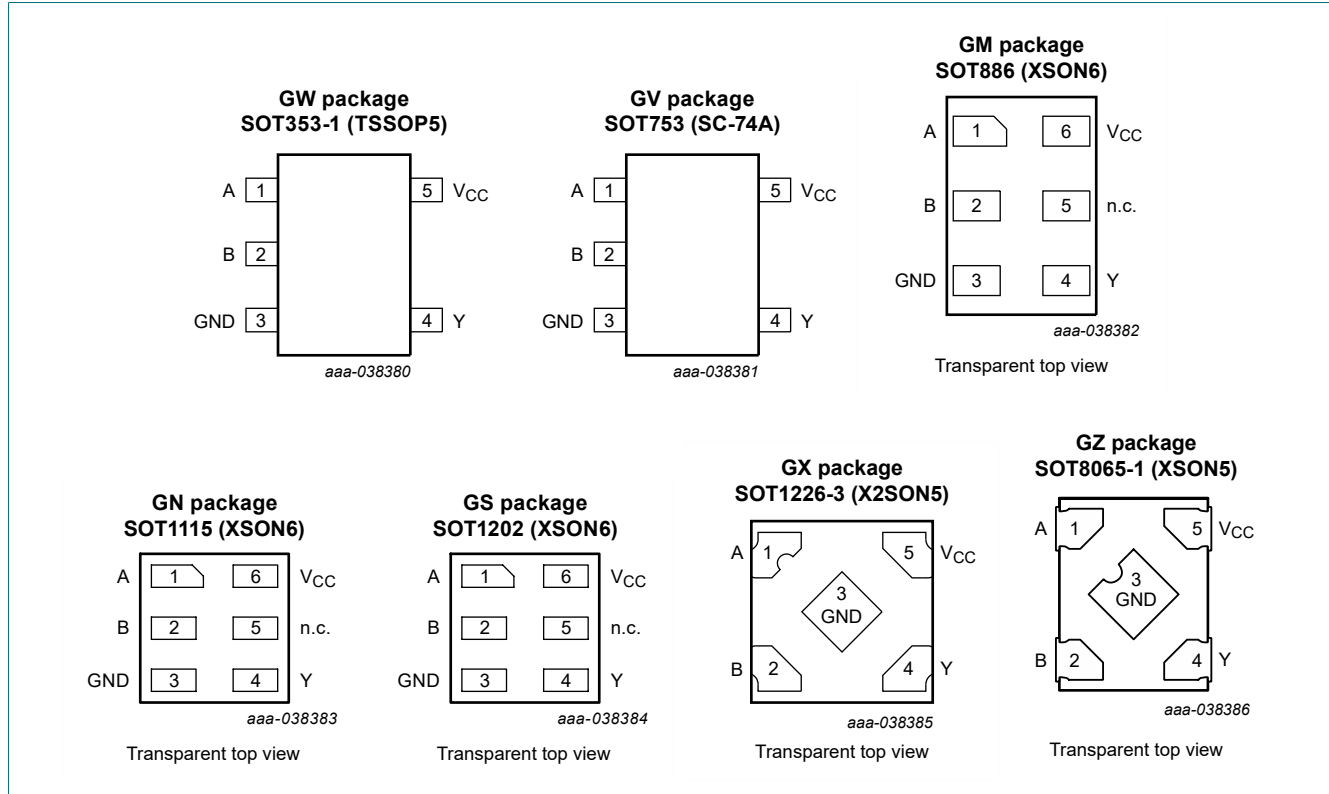 GW package
SOT353-1 (TSSOP5)
A 1
5 VCC
B 2
GND 3
4 Y
aaa-038380
GV package
SOT753 (SC-74A)
A 1
5 VCC
B 2
GND 3
4 Y
aaa-038381
GM package
SOT886 (XSON6)
A 1 6 VCC
B 2 5 n.c.
GND 3 4 Y
aaa-038382
Transparent top view
GN package
SOT1115 (XSON6)
A 1 6 VCC
B 2 5 n.c.
GND 3 4 Y
aaa-038383
Transparent top view
GS package
SOT1202 (XSON6)
A 1 6 VCC
B 2 5 n.c.
GND 3 4 Y
aaa-038384
Transparent top view
GX package
SOT1226-3 (X2SON5)
A 1 5 VCC
3
GND
B 2 4 Y
aaa-038385
Transparent top view
GZ package
SOT8065-1 (XSON5)
A 1 5 VCC
3
GND
B 2 4 Y
aaa-038386
Transparent top view